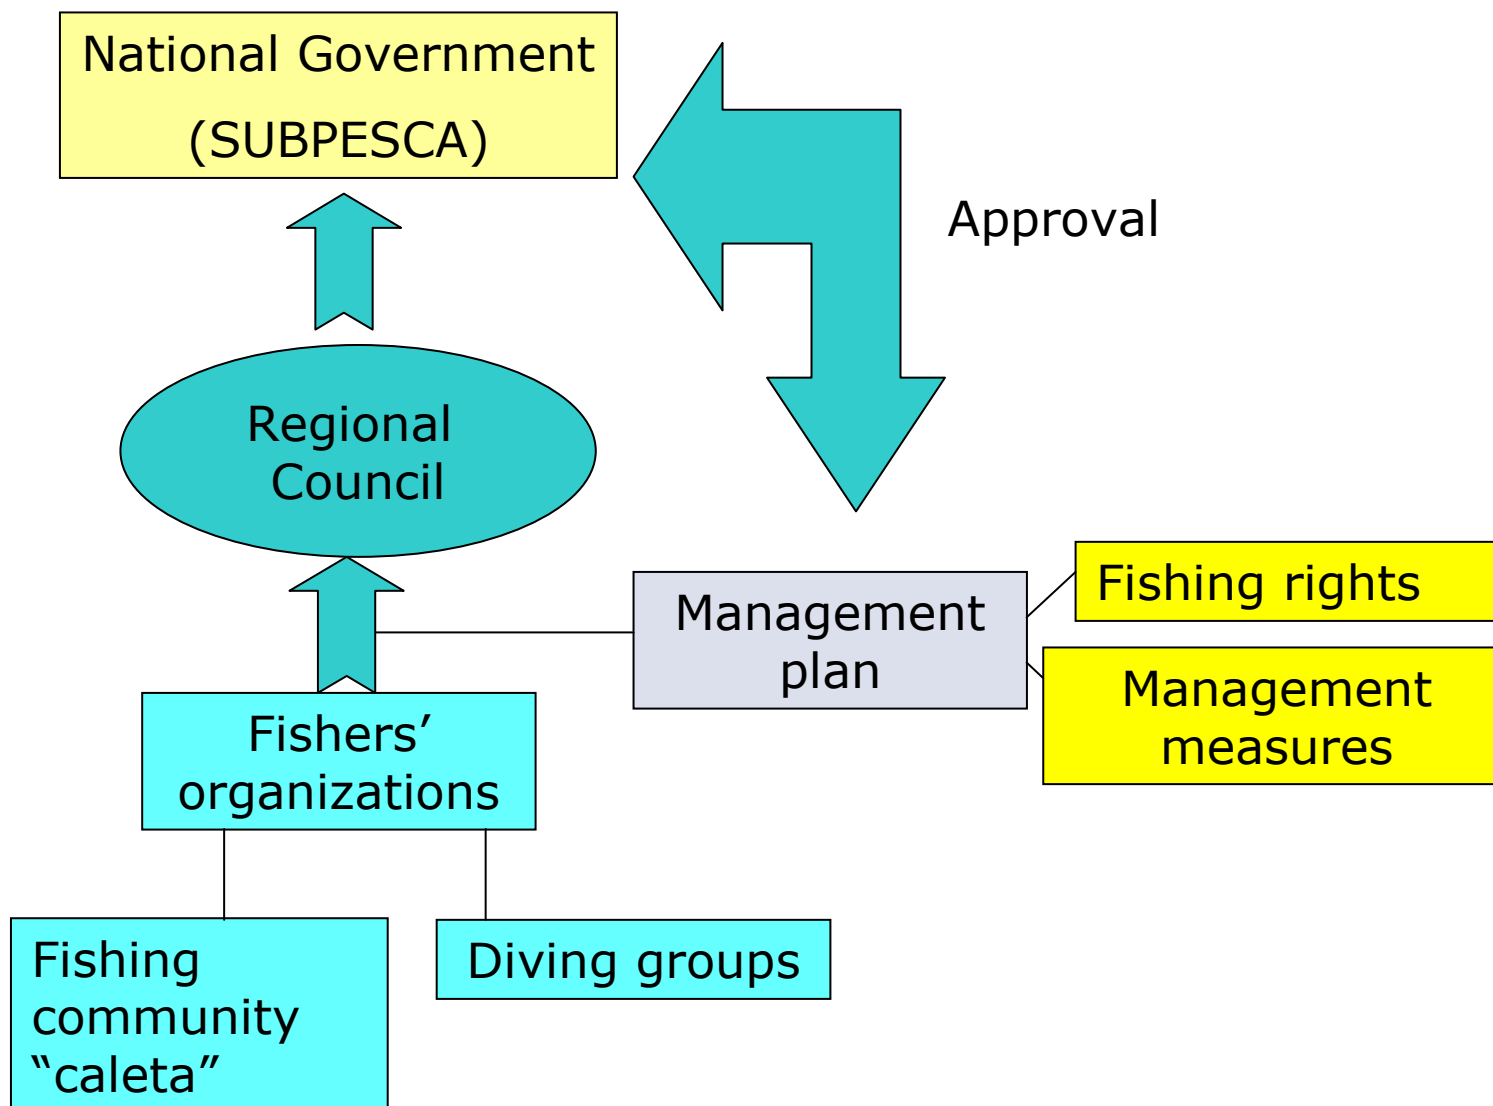 National Government
(SUBPESCA)
Approval
Regional
Council
Fishing rights
Management
plan
Management
measures
Fishers’
organizations
Fishing
community
“caleta”
Diving groups